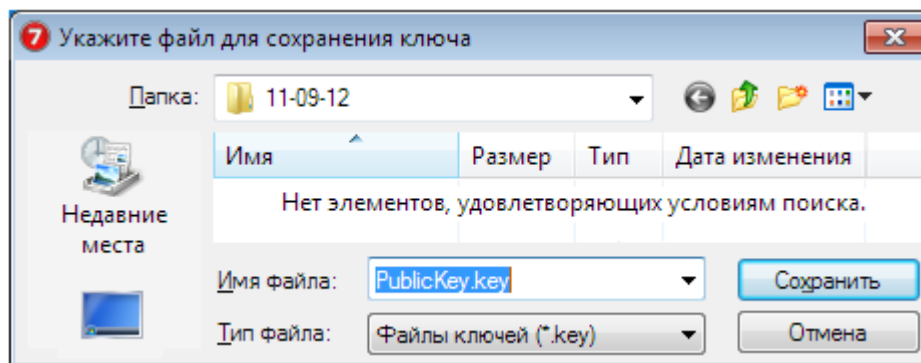 7 Укажите файл для сохранения ключа
Папка: 11-09-12
Имя Размер Тип Дата изменения
Нет элементов, удовлетворяющих условиям поиска.
Недавние
места
Имя файла: PublicKey.key Сохранить
Тип файла: Файлы ключей (*.key) Отмена